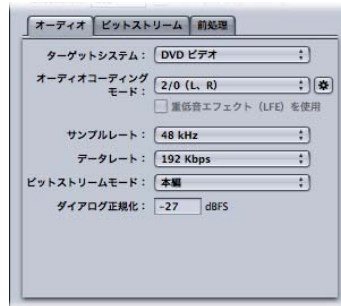 オーディオ ビットストリーム 前処理
ターゲットシステム： DVD ビデオ
オーディオコーディング
モード： 2/0（L、R）
重低音エフェクト（LFE）を使用
サンプルレート： 48 kHz
データレート： 192 Kbps
ビットストリームモード： 本編
ダイアログ正規化： -27 dBFS